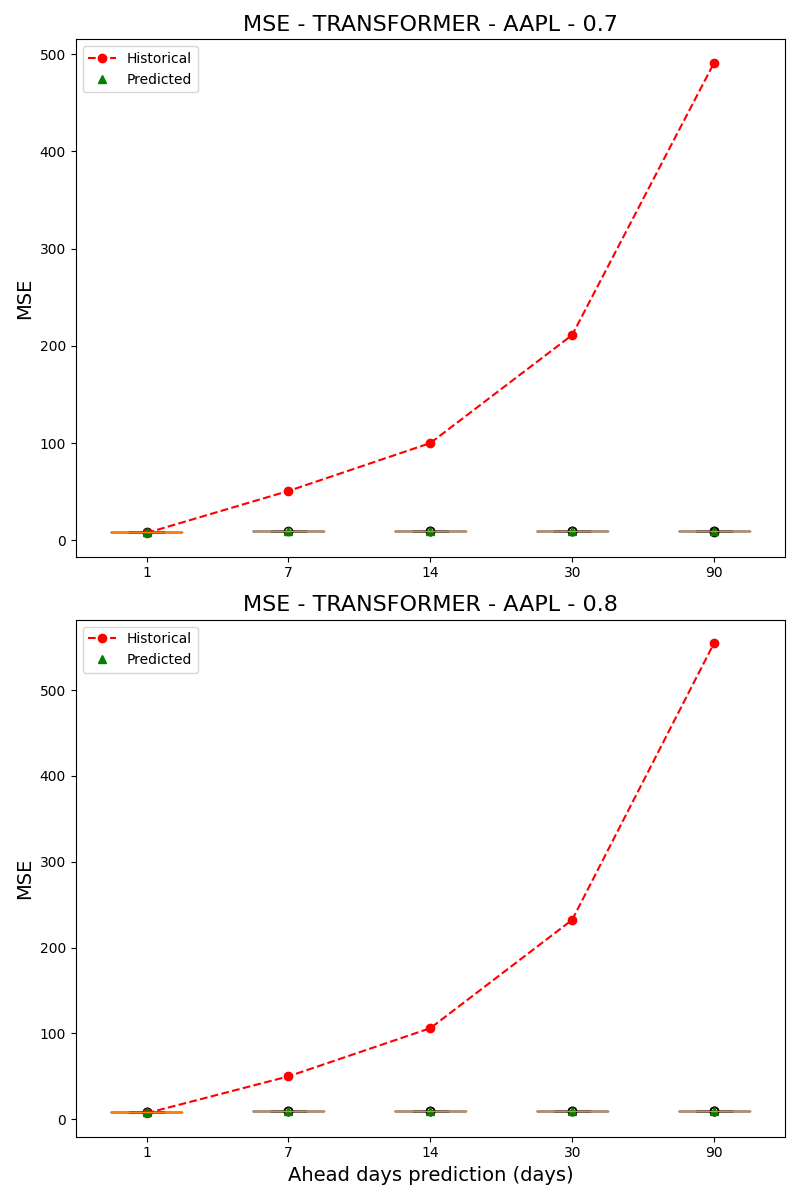 MSE - TRANSFORMER - AAPL - 0.7
500
Historical
Predicted
400
300
MSE
200
100
0
1 7 14 30 90
MSE - TRANSFORMER - AAPL - 0.8
Historical
Predicted
500
400
300
MSE
200
100
0
1 7 14 30 90
Ahead days prediction (days)